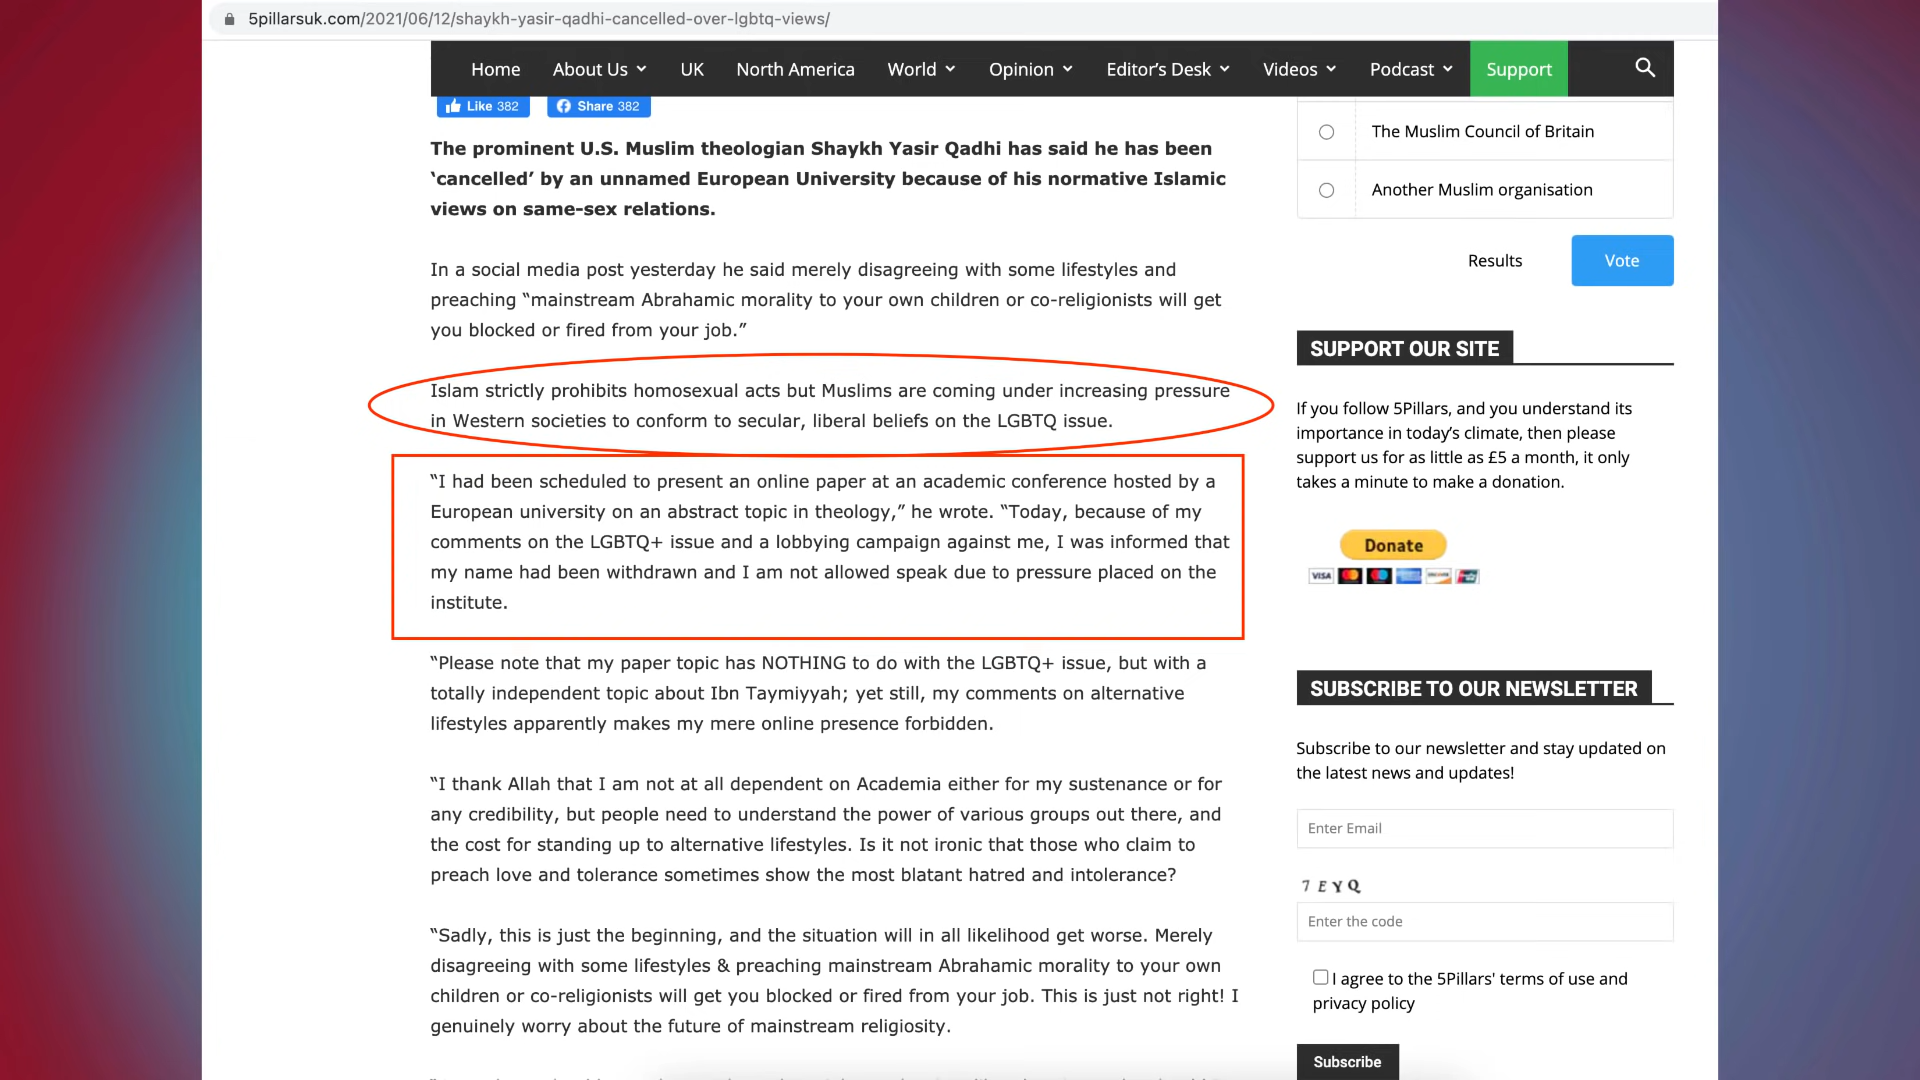 5pillarsuk.com/2021/06/12/shaykh-yasir-qadhi-cancelled-over-lgbtq-views/
Home About Us UK North America World Opinion Editor's Desk Videos Podcast Support
Like 382 Share 382
The prominent U.S. Muslim theologian Shaykh Yasir Qadhi has said he has been
‘cancelled’ by an unnamed European University because of his normative Islamic
views on same-sex relations.
In a social media post yesterday he said merely disagreeing with some lifestyles and
preaching “mainstream Abrahamic morality to your own children or co-religionists will get
you blocked or fired from your job.”
Islam strictly prohibits homosexual acts but Muslims are coming under increasing pressure
in Western societies to conform to secular, liberal beliefs on the LGBTQ issue.
“I had been scheduled to present an online paper at an academic conference hosted by a
European university on an abstract topic in theology,” he wrote. “Today, because of my
comments on the LGBTQ+ issue and a lobbying campaign against me, I was informed that
my name had been withdrawn and I am not allowed speak due to pressure placed on the
institute.
“Please note that my paper topic has NOTHING to do with the LGBTQ+ issue, but with a
totally independent topic about Ibn Taymiyyah; yet still, my comments on alternative
lifestyles apparently makes my mere online presence forbidden.
“I thank Allah that I am not at all dependent on Academia either for my sustenance or for
any credibility, but people need to understand the power of various groups out there, and
the cost for standing up to alternative lifestyles. Is it not ironic that those who claim to
preach love and tolerance sometimes show the most blatant hatred and intolerance?
“Sadly, this is just the beginning, and the situation will in all likelihood get worse. Merely
disagreeing with some lifestyles & preaching mainstream Abrahamic morality to your own
children or co-religionists will get you blocked or fired from your job. This is just not right! I
genuinely worry about the future of mainstream religiosity.
The Muslim Council of Britain
Another Muslim organisation
Results Vote
SUPPORT OUR SITE
If you follow 5Pillars, and you understand its
importance in today’s climate, then please
support us for as little as £5 a month, it only
takes a minute to make a donation.
Donate
VISA
SUBSCRIBE TO OUR NEWSLETTER
Subscribe to our newsletter and stay updated on
the latest news and updates!
Enter Email
7 E Y Q
Enter the code
I agree to the 5Pillars' terms of use and
privacy policy
Subscribe